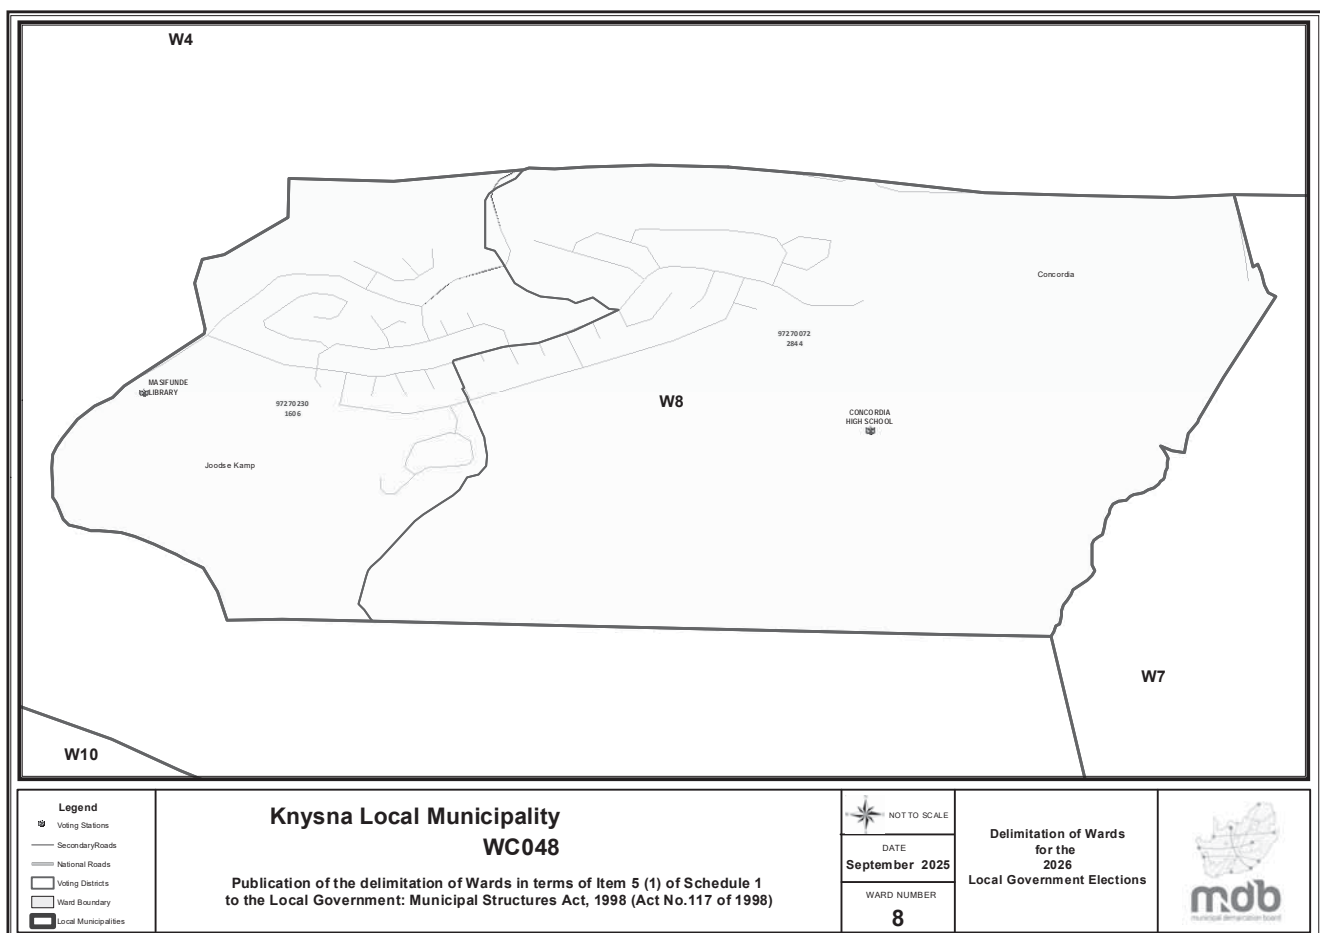 W4
Concordia
97270072
2844
MASIFUNDE
LIBRARY
97270230
1606
W8
CONCORDIA
HIGH SCHOOL
Joodse Kamp
W7
W10
Legend
Voting Stations
SecondaryRoads
National Roads
Voting Districts
Ward Boundary
Local Municipalities
Knysna Local Municipality
WC048
Publication of the delimitation of Wards in terms of Item 5 (1) of Schedule 1
to the Local Government: Municipal Structures Act, 1998 (Act No.117 of 1998)
NOT TO SCALE
DATE
September 2025
WARD NUMBER
8
Delimitation of Wards
for the
2026
Local Government Elections
mdb
municipal demarcation board